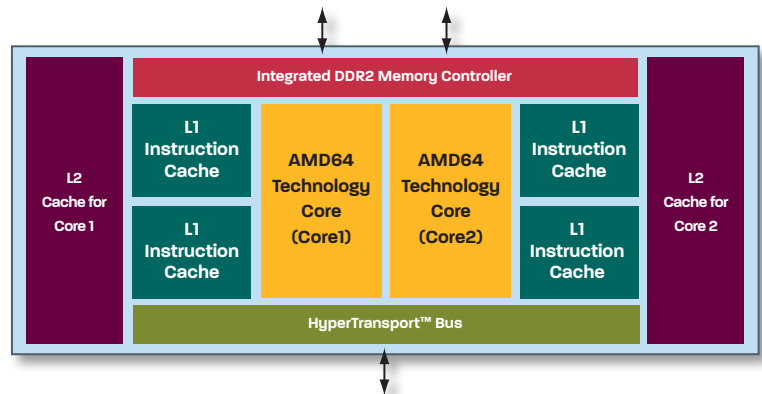 Integrated DDR2 Memory Controller
L2
Cache for
Core 1
L1
Instruction
Cache
L1
Instruction
Cache
AMD64
Technology
Core
(Core1)
AMD64
Technology
Core
(Core2)
L1
Instruction
Cache
L1
Instruction
Cache
L2
Cache for
Core 2
HyperTransport™ Bus